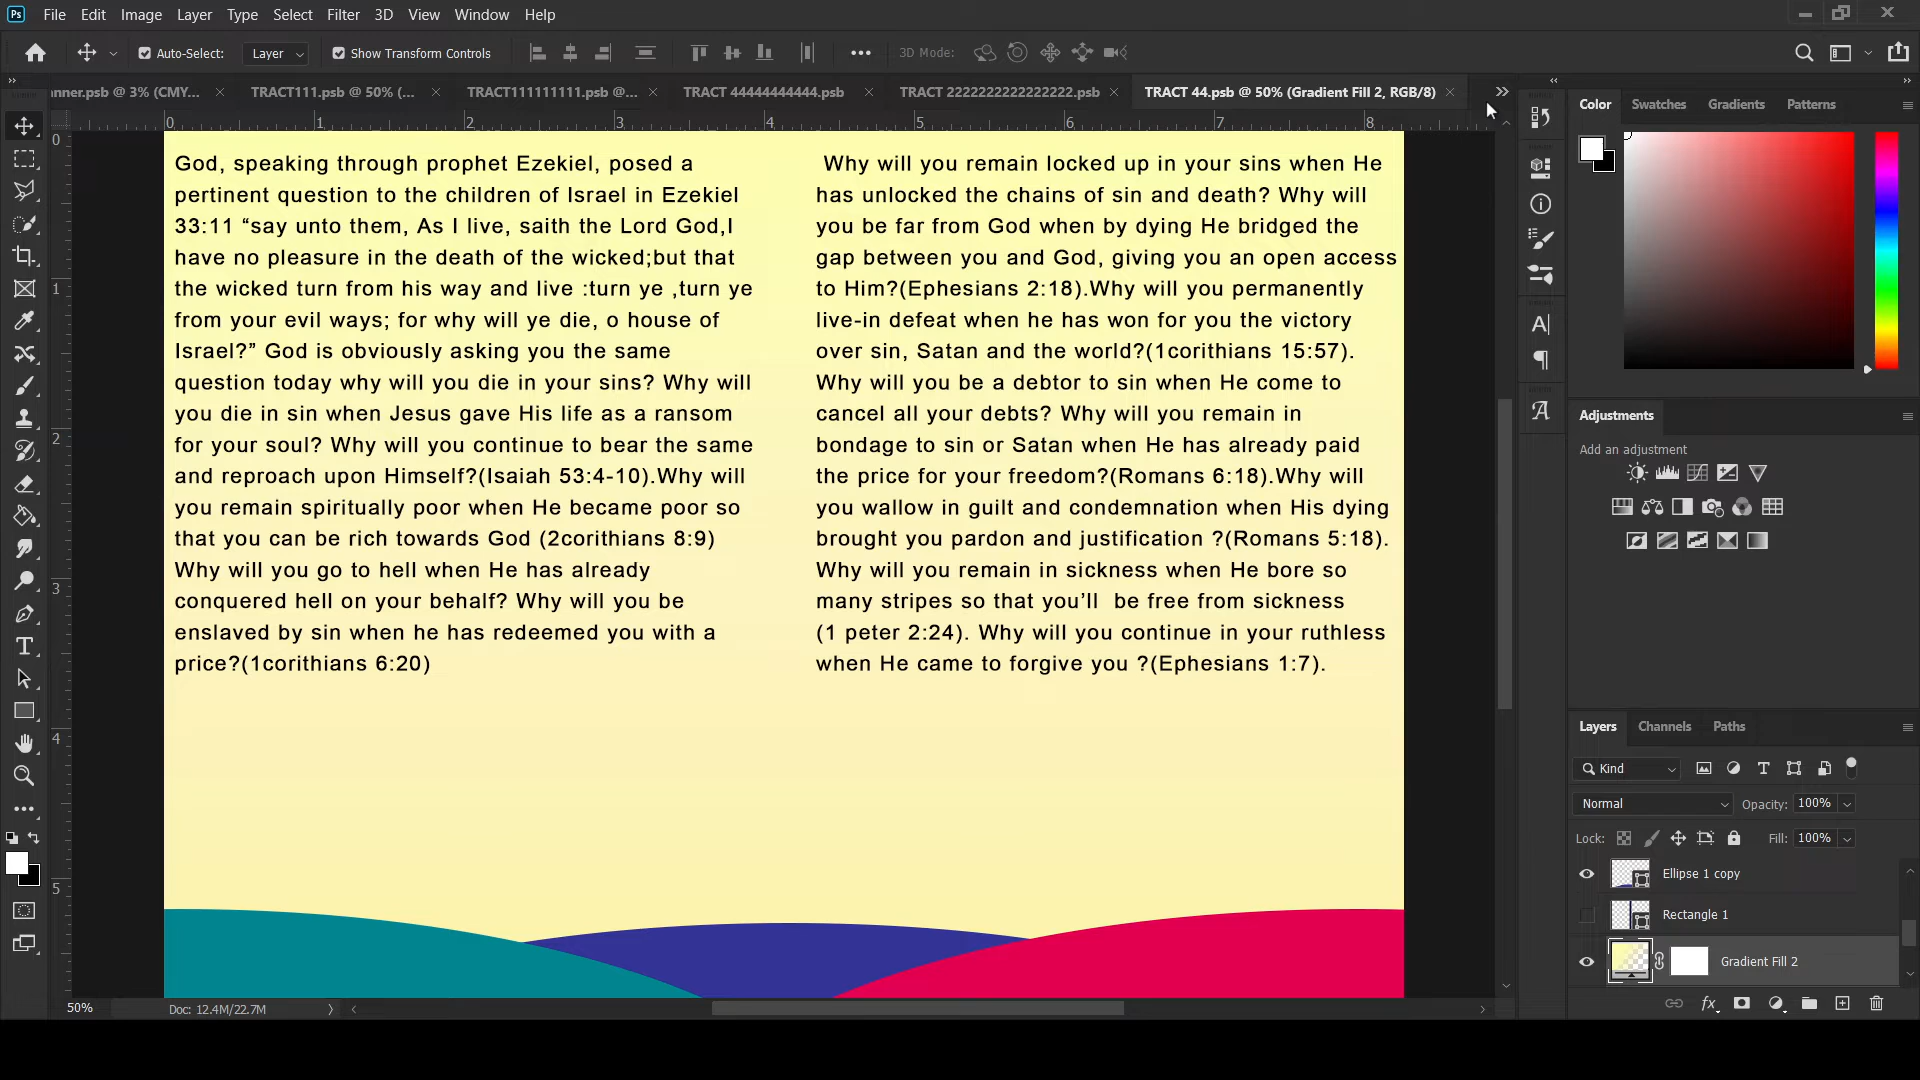 Ps File Edit Image Layer Type Select Filter 3D View Window Help
Auto-Select: Layer Show Transform Controls 3D Mode:
nner.psb @ 3% (CMY... TRACT111.psb @ 50% (... TRACT111111111.psb @... TRACT 44444444444.psb TRACT 2222222222222222.psb TRACT 44.psb @ 50% (Gradient Fill 2, RGB/8)
0 1 2 3 4 5 6 7 8
0
1
2
3
4
5
God, speaking through prophet Ezekiel, posed a
pertinent question to the children of Israel in Ezekiel
33:11 “say unto them, As I live, saith the Lord God,I
have no pleasure in the death of the wicked;but that
the wicked turn from his way and live :turn ye ,turn ye
from your evil ways; for why will ye die, o house of
Israel?” God is obviously asking you the same
question today why will you die in your sins? Why will
you die in sin when Jesus gave His life as a ransom
for your soul? Why will you continue to bear the same
and reproach upon Himself?(Isaiah 53:4-10).Why will
you remain spiritually poor when He became poor so
that you can be rich towards God (2corithians 8:9)
Why will you go to hell when He has already
conquered hell on your behalf? Why will you be
enslaved by sin when he has redeemed you with a
price?(1corithians 6:20)
Why will you remain locked up in your sins when He
has unlocked the chains of sin and death? Why will
you be far from God when by dying He bridged the
gap between you and God, giving you an open access
to Him?(Ephesians 2:18).Why will you permanently
live-in defeat when he has won for you the victory
over sin, Satan and the world?(1corithians 15:57).
Why will you be a debtor to sin when He come to
cancel all your debts? Why will you remain in
bondage to sin or Satan when He has already paid
the price for your freedom?(Romans 6:18).Why will
you wallow in guilt and condemnation when His dying
brought you pardon and justification ?(Romans 5:18).
Why will you remain in sickness when He bore so
many stripes so that you’ll  be free from sickness
(1 peter 2:24). Why will you continue in your ruthless
when He came to forgive you ?(Ephesians 1:7).
Color Swatches Gradients Patterns
Adjustments
Add an adjustment
Layers Channels Paths
Kind
Normal Opacity: 100%
Lock: Fill: 100%
Ellipse 1 copy
Rectangle 1
Gradient Fill 2
fx
50% Doc: 12.4M/22.7M